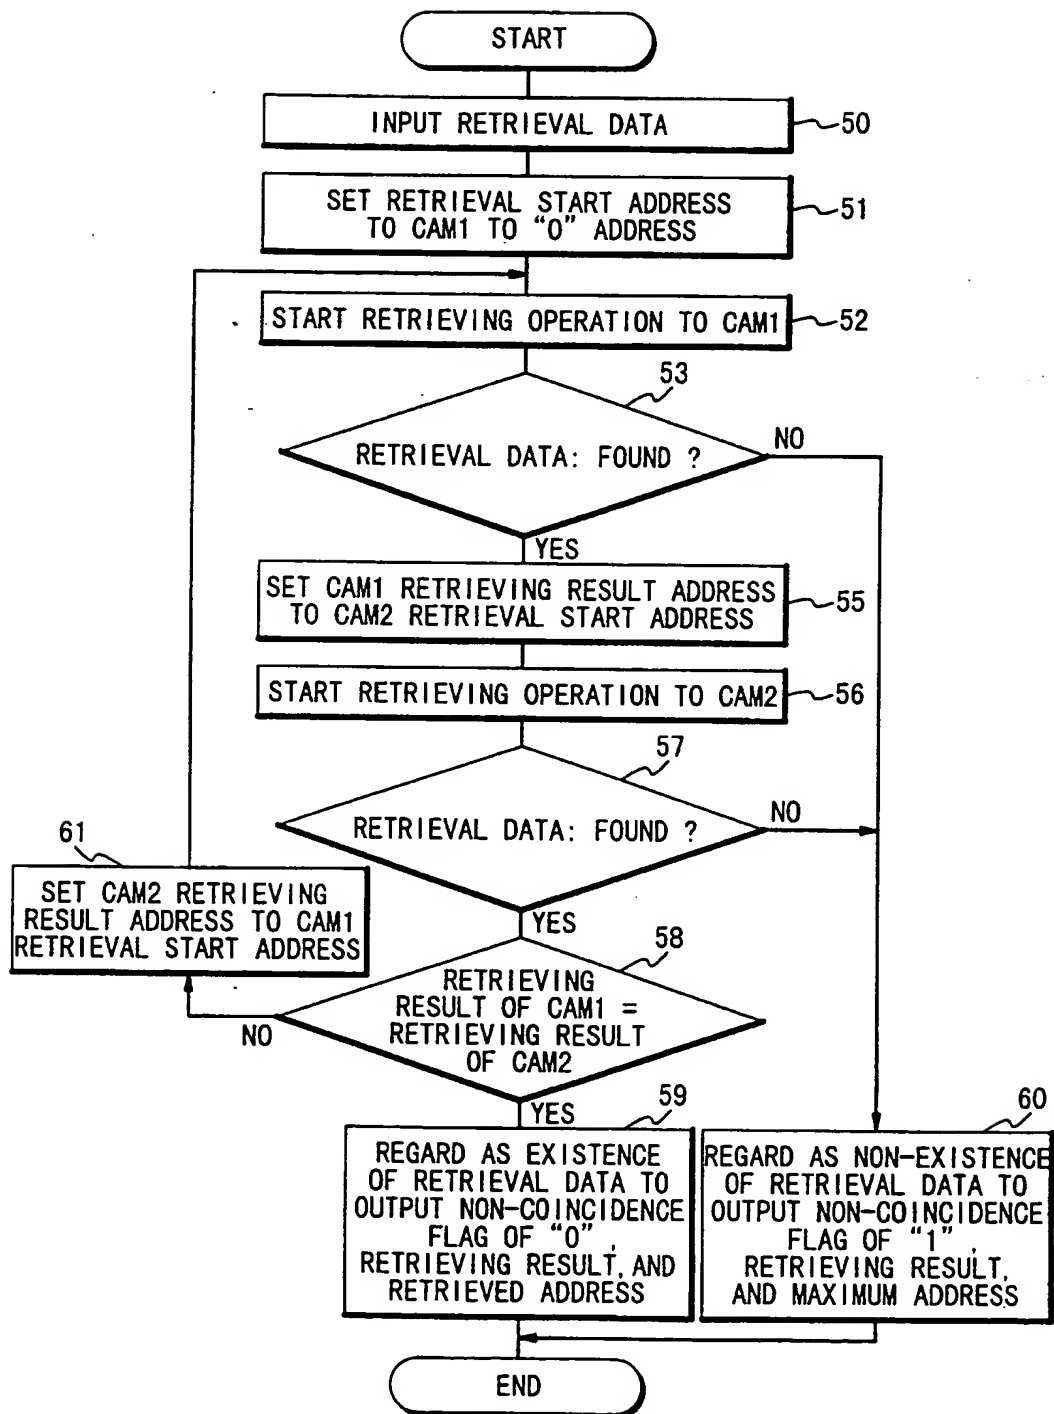 START
INPUT RETRIEVAL DATA
50
SET RETRIEVAL START ADDRESS
TO CAM1 TO "0" ADDRESS
51
START RETRIEVING OPERATION TO CAM1
52
53
RETRIEVAL DATA: FOUND ?
NO
YES
SET CAM1 RETRIEVING RESULT ADDRESS
TO CAM2 RETRIEVAL START ADDRESS
55
START RETRIEVING OPERATION TO CAM2
56
57
RETRIEVAL DATA: FOUND ?
NO
YES
61
SET CAM2 RETRIEVING
RESULT ADDRESS TO CAM1
RETRIEVAL START ADDRESS
58
RETRIEVING
RESULT OF CAM1 =
RETRIEVING RESULT
OF CAM2
NO
YES
59
REGARD AS EXISTENCE
OF RETRIEVAL DATA TO
OUTPUT NON-COINCIDENCE
FLAG OF "0",
RETRIEVING RESULT, AND
RETRIEVED ADDRESS
60
REGARD AS NON-EXISTENCE
OF RETRIEVAL DATA TO
OUTPUT NON-COINCIDENCE
FLAG OF "1",
RETRIEVING RESULT,
AND MAXIMUM ADDRESS
END